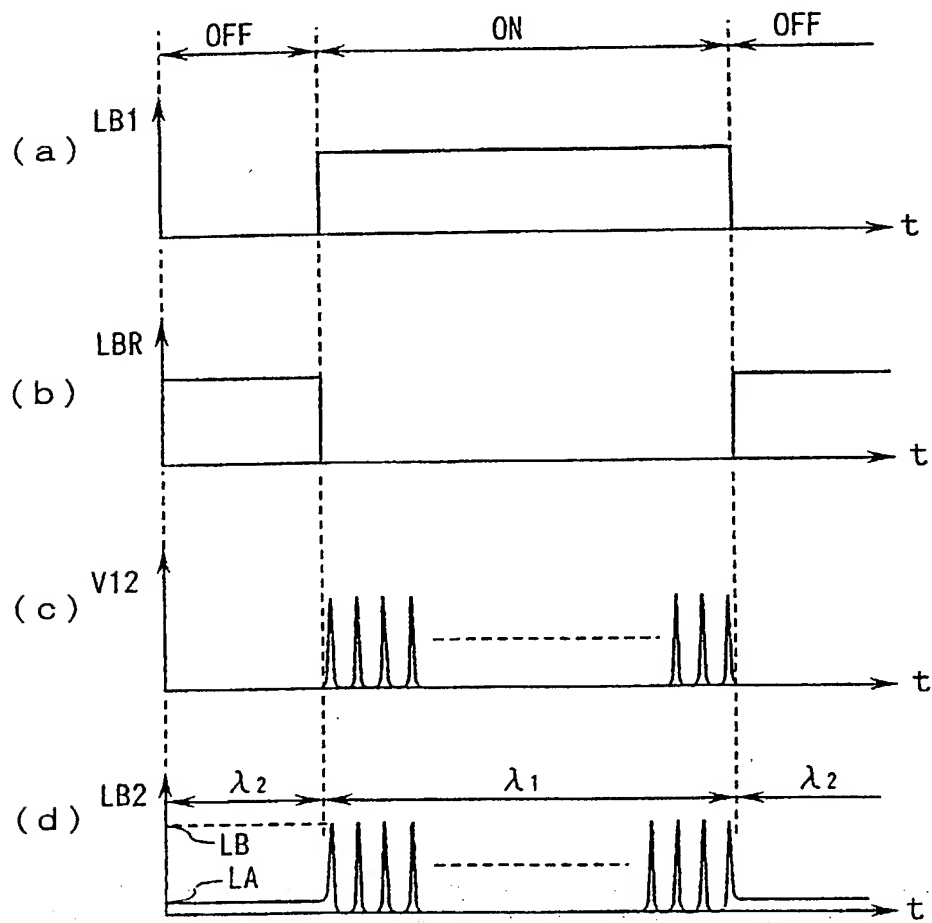 OFF ON OFF
LB1
(a)
t
LBR
(b)
t
V12
(c)
t
LB2 λ2 λ1 λ2
(d)
LB
LA
t